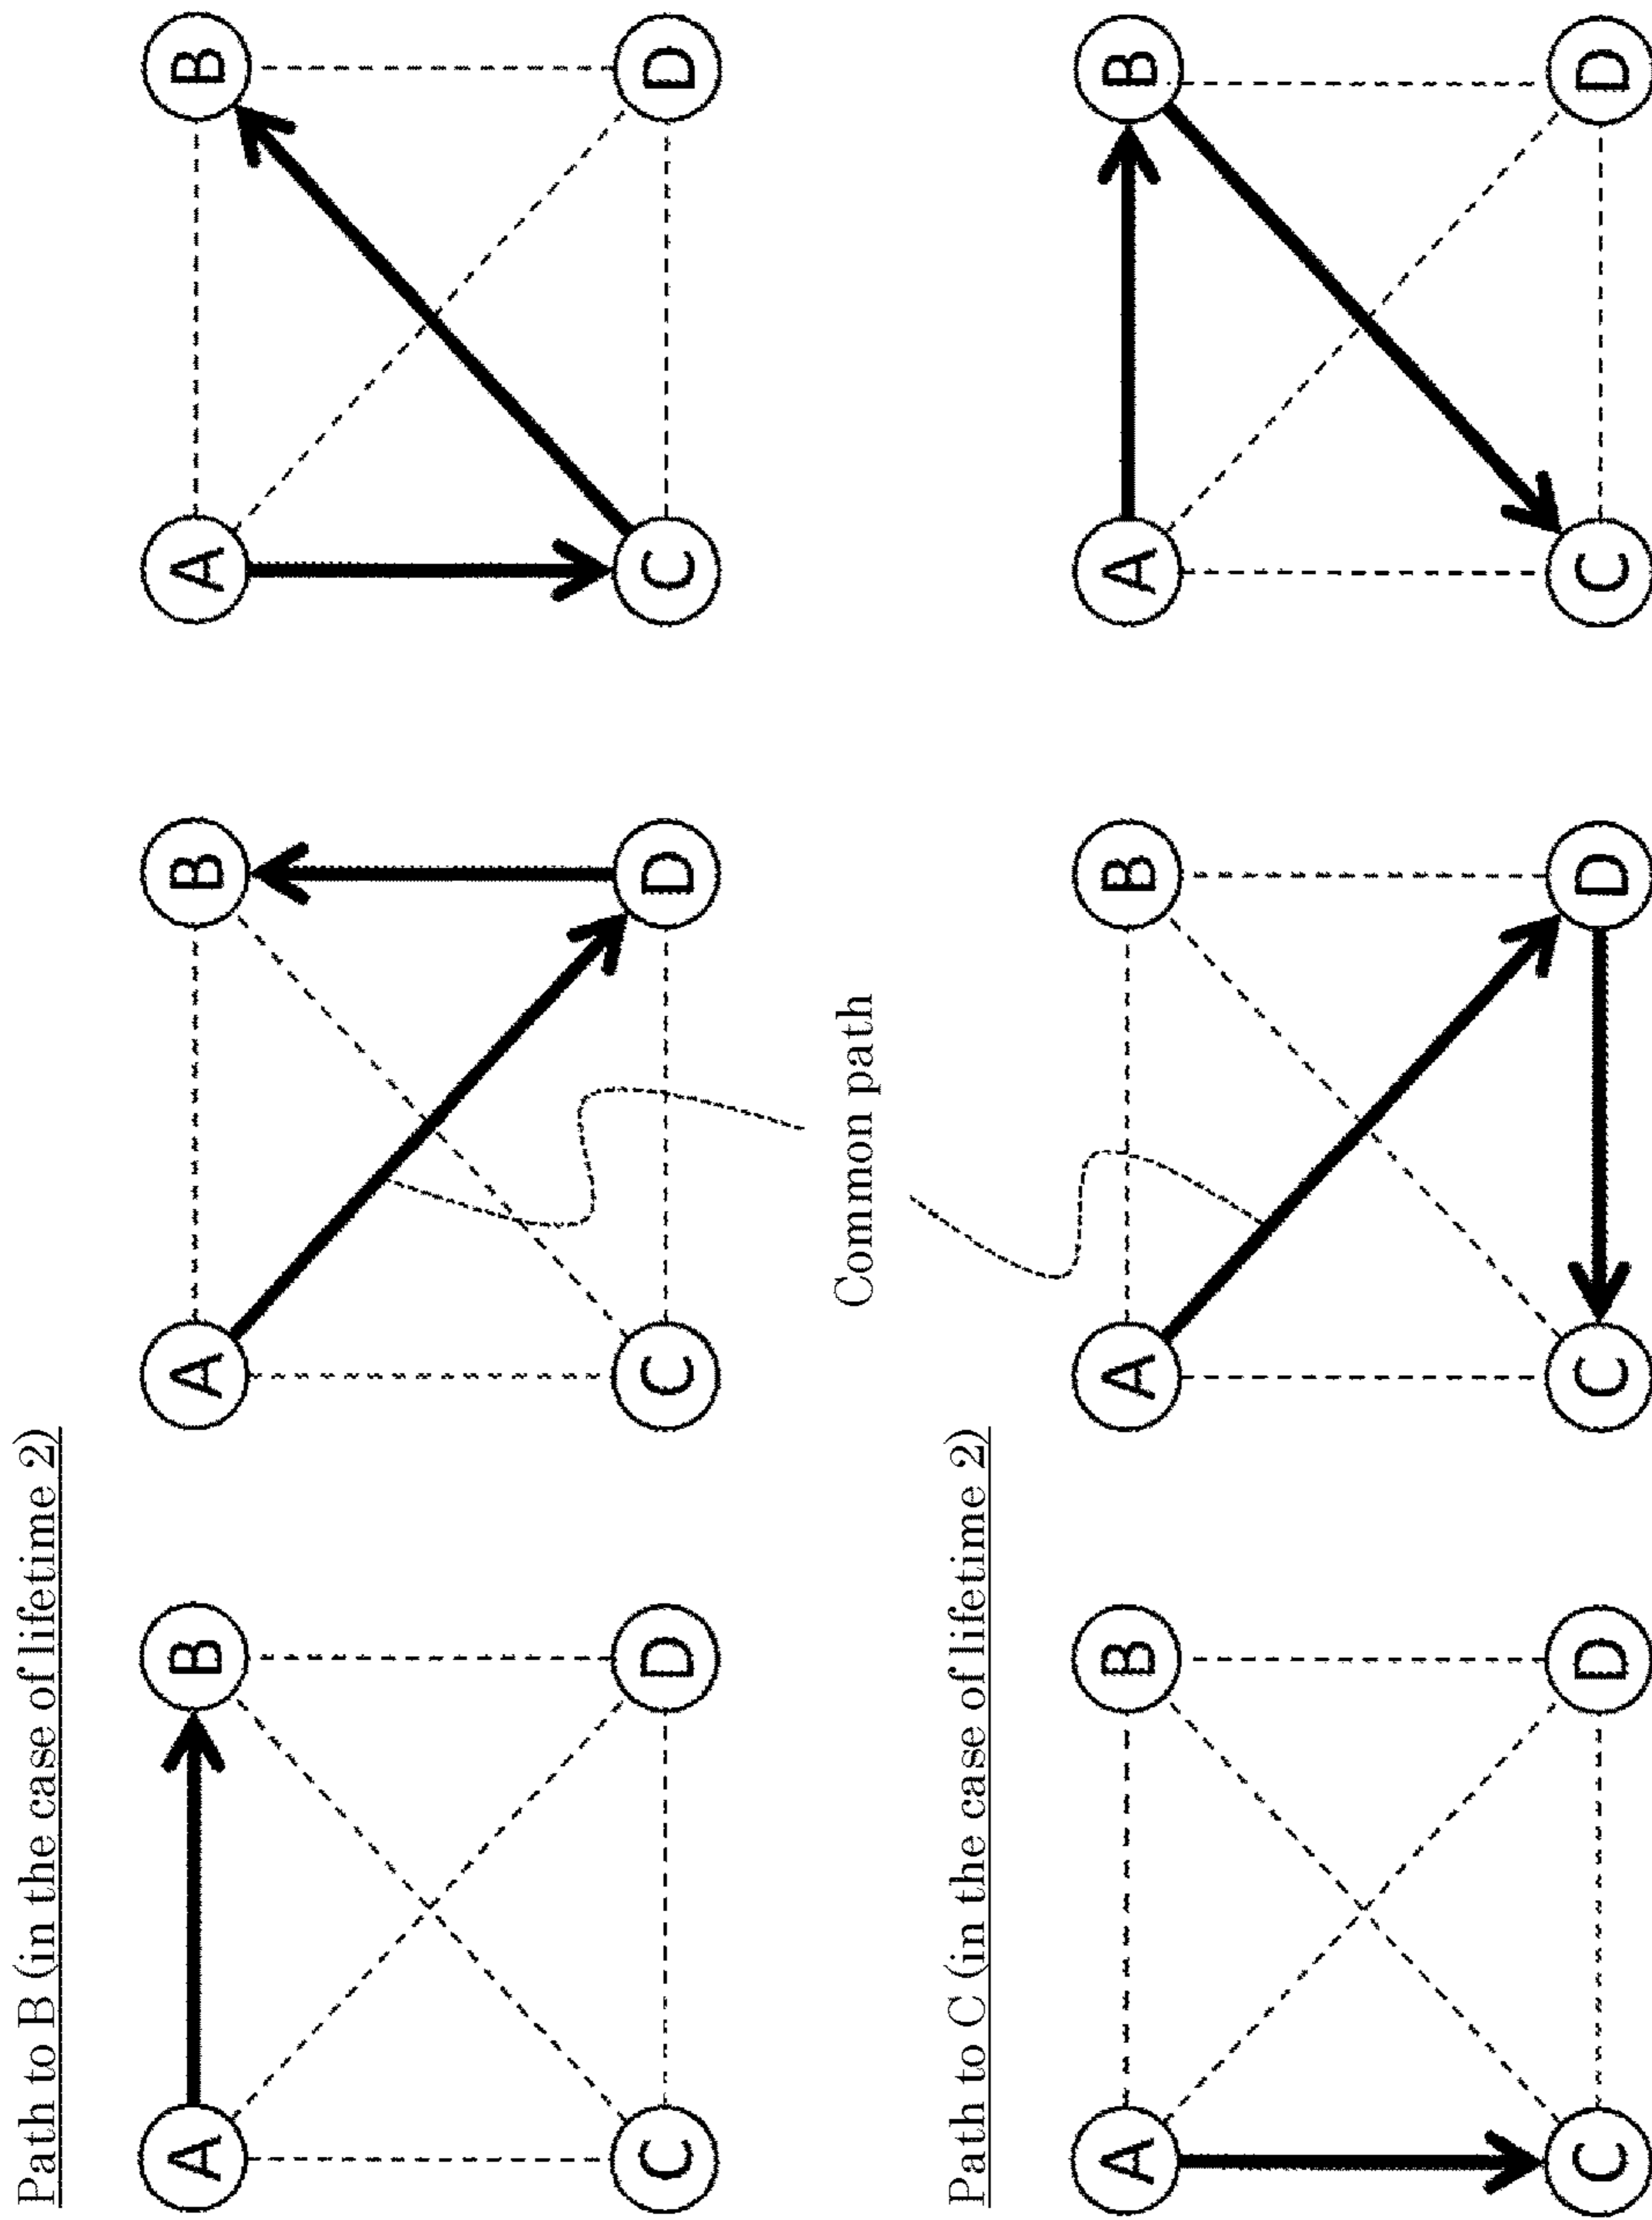 Path to B (in the case of lifetime 2)
A B A B A B
C D C D C D
Common path
Path to C (in the case of lifetime 2)
A B A B A B
C D C D C D